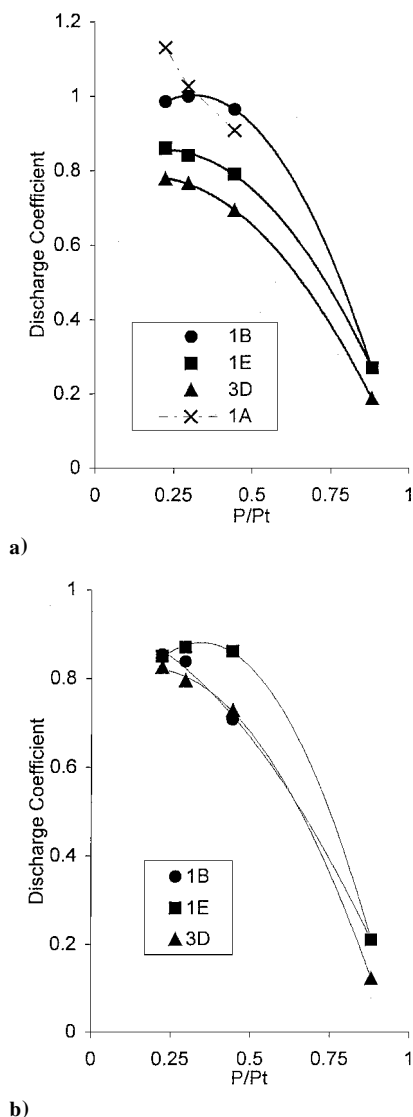 1.2
1
0.8
0.6
0.4
0.2
0
Discharge Coefficient
1B
1E
3D
1A
0 0.25 0.5 0.75 1
P/Pt
a)
1
0.8
0.6
0.4
0.2
0
Discharge Coefficient
1B
1E
3D
0 0.25 0.5 0.75 1
P/Pt
b)